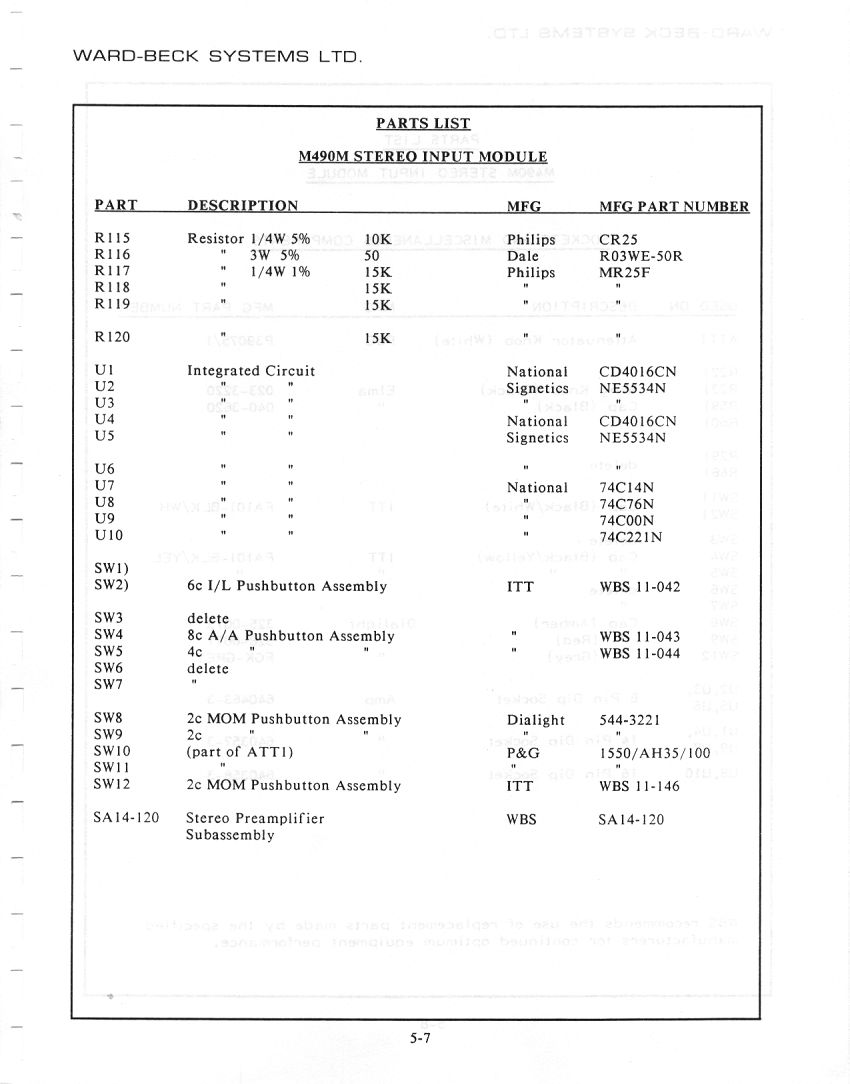 WARD-BECK SYSTEMS LTD.
PARTS LIST
M490M STEREO INPUT MODULE
PART DESCRIPTION MFG MFG PART NUMBER
R115 Resistor 1/4W 5% 10K Philips CR25
R116 " 3W 5% 50 Dale R03WE-50R
R117 " 1/4W 1% 15K Philips MR25F
R118 " 15K " "
R119 " 15K " "
R120 " 15K " "
U1 Integrated Circuit National CD4016CN
U2 " " Signetics NE5534N
U3 " " " "
U4 " " National CD4016CN
U5 " " Signetics NE5534N
U6 " " " "
U7 " " National 74C14N
U8 " " " 74C76N
U9 " " " 74C00N
U10 " " " 74C221N
SW1)
SW2) 6c I/L Pushbutton Assembly ITT WBS 11-042
SW3 delete
SW4 8c A/A Pushbutton Assembly " WBS 11-043
SW5 4c " " " WBS 11-044
SW6 delete
SW7 "
SW8 2c MOM Pushbutton Assembly Dialight 544-3221
SW9 2c " " " "
SW10 (part of ATT1) P&G 1550/AH35/100
SW11 " " "
SW12 2c MOM Pushbutton Assembly ITT WBS 11-146
SA14-120 Stereo Preamplifier WBS SA14-120
Subassembly
5-7